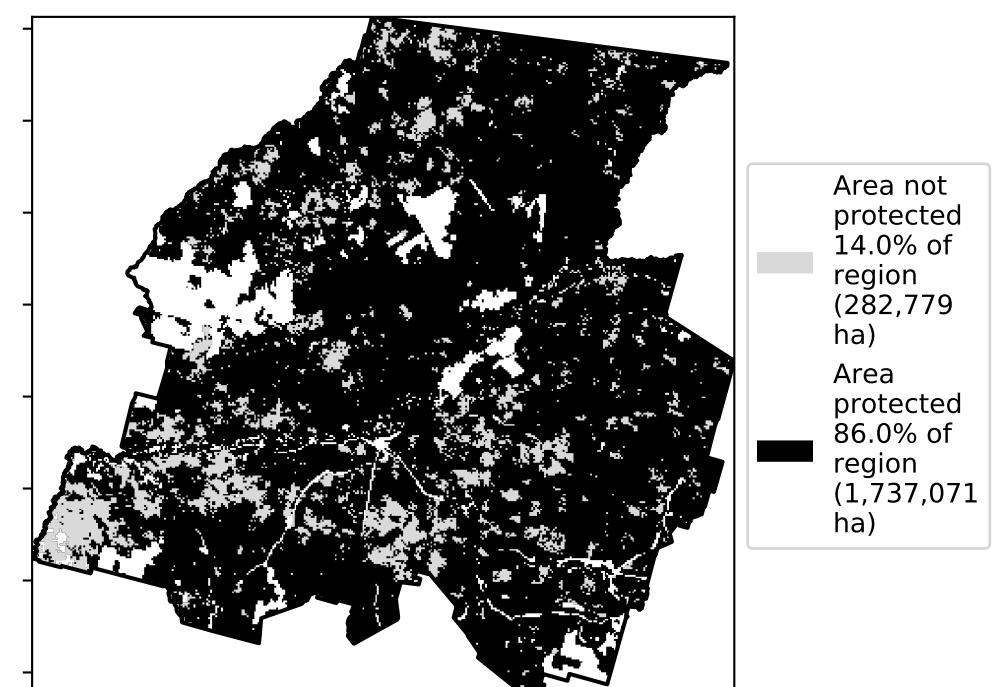 Area not
protected
14.0% of
region
(282,779
ha)
Area
protected
86.0% of
region
(1,737,071
ha)